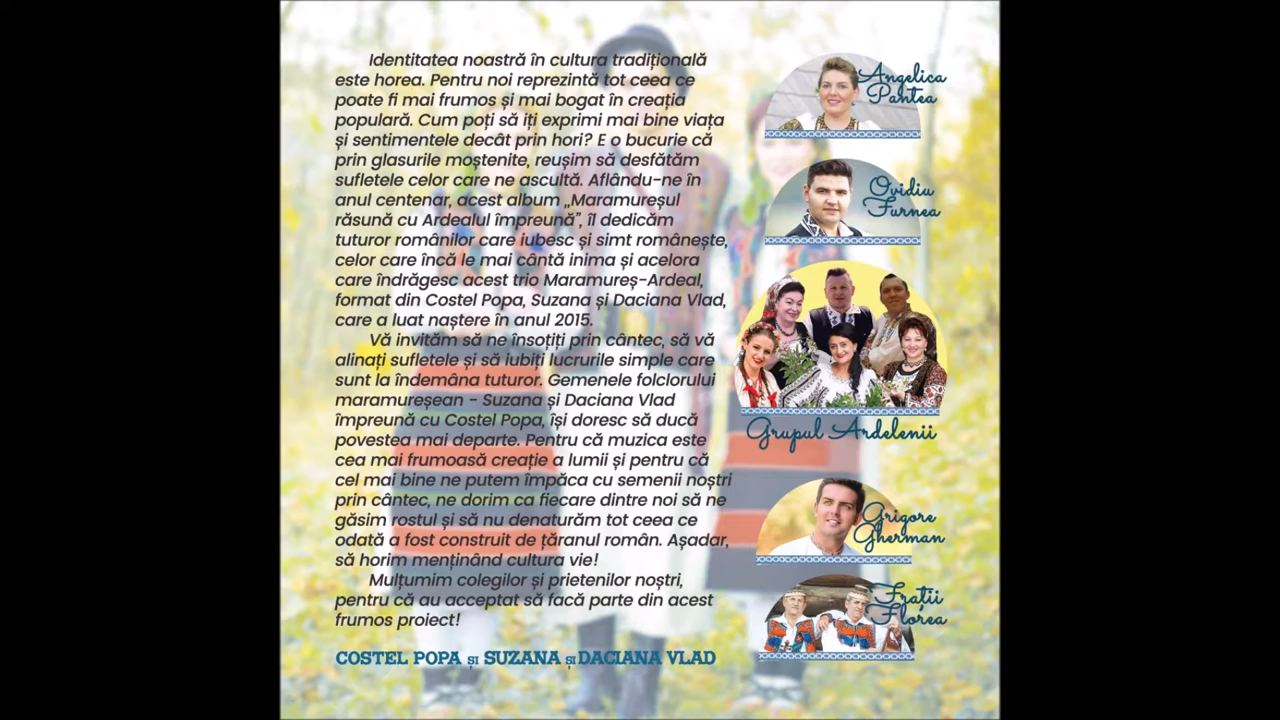 Identitatea noastră în cultura tradițională
este horea. Pentru noi reprezintă tot ceea ce
poate fi mai frumos și mai bogat în creația
populară. Cum poți să iți exprimi mai bine viața
și sentimentele decât prin hori? E o bucurie că
prin glasurile moștenite, reușim să desfătăm
sufletele celor care ne ascultă. Aflându-ne în
anul centenar, acest album „Maramureșul
răsună cu Ardealul împreună”, îl dedicăm
tuturor românilor care iubesc și simt românește,
celor care încă le mai cântă inima și acelora
care îndrăgesc acest trio Maramureș-Ardeal,
format din Costel Popa, Suzana și Daciana Vlad,
care a luat naștere în anul 2015.
Vă invităm să ne însoțiți prin cântec, să vă
alinați sufletele și să iubiți lucrurile simple care
sunt la îndemâna tuturor. Gemenele folclorului
maramureșean - Suzana și Daciana Vlad
împreună cu Costel Popa, își doresc să ducă
povestea mai departe. Pentru că muzica este
cea mai frumoasă creație a lumii și pentru că
cel mai bine ne putem împăca cu semenii noștri
prin cântec, ne dorim ca fiecare dintre noi să ne
găsim rostul și să nu denaturăm tot ceea ce
odată a fost construit de țăranul român. Așadar,
să horim menținând cultura vie!
Mulțumim colegilor și prietenilor noștri,
pentru că au acceptat să facă parte din acest
frumos proiect!
COSTEL POPA și SUZANA și DACIANA VLAD
Angelica
Pantea
Ovidiu
Furnea
Grupul Ardelenii
Grigore
Gherman
Frații
Florea